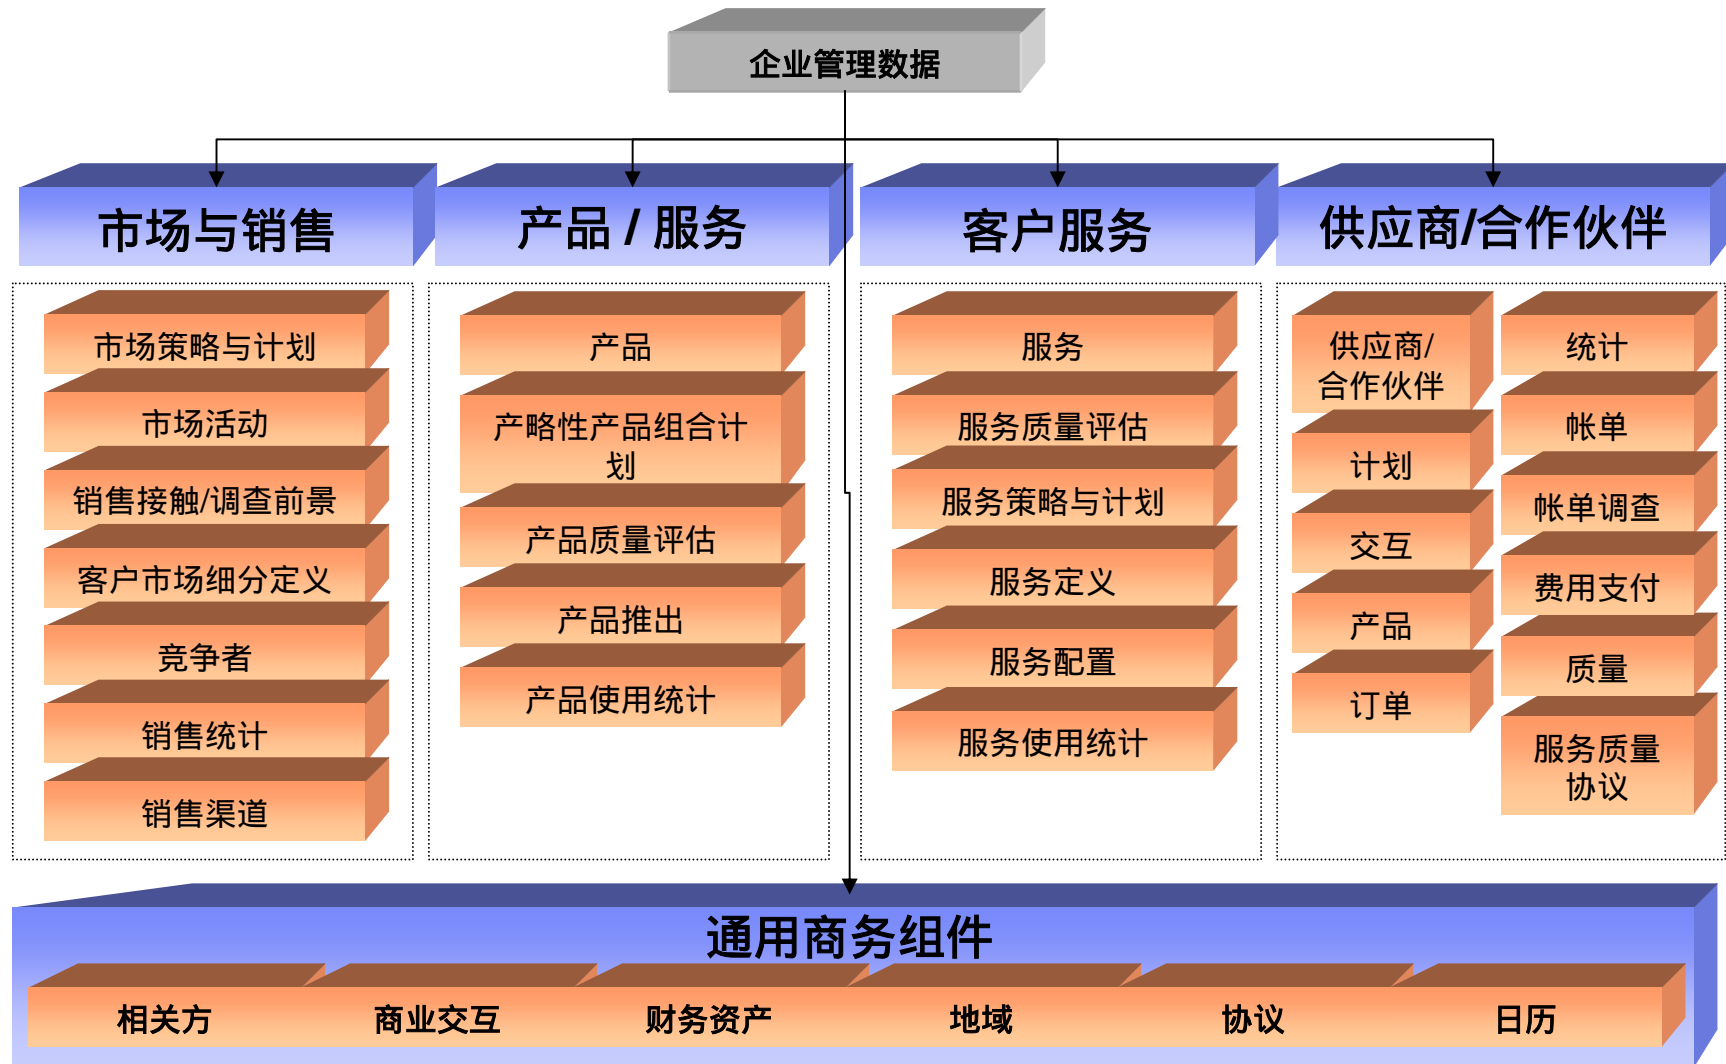 企业管理数据
市场与销售
产品 / 服务
客户服务
供应商/合作伙伴
市场策略与计划
市场活动
销售接触/调查前景
客户市场细分定义
竞争者
销售统计
销售渠道
产品
产略性产品组合计
划
产品质量评估
产品推出
产品使用统计
服务
服务质量评估
服务策略与计划
服务定义
服务配置
服务使用统计
供应商/
合作伙伴
计划
交互
产品
订单
统计
帐单
帐单调查
费用支付
质量
服务质量
协议
通用商务组件
相关方
商业交互
财务资产
地域
协议
日历